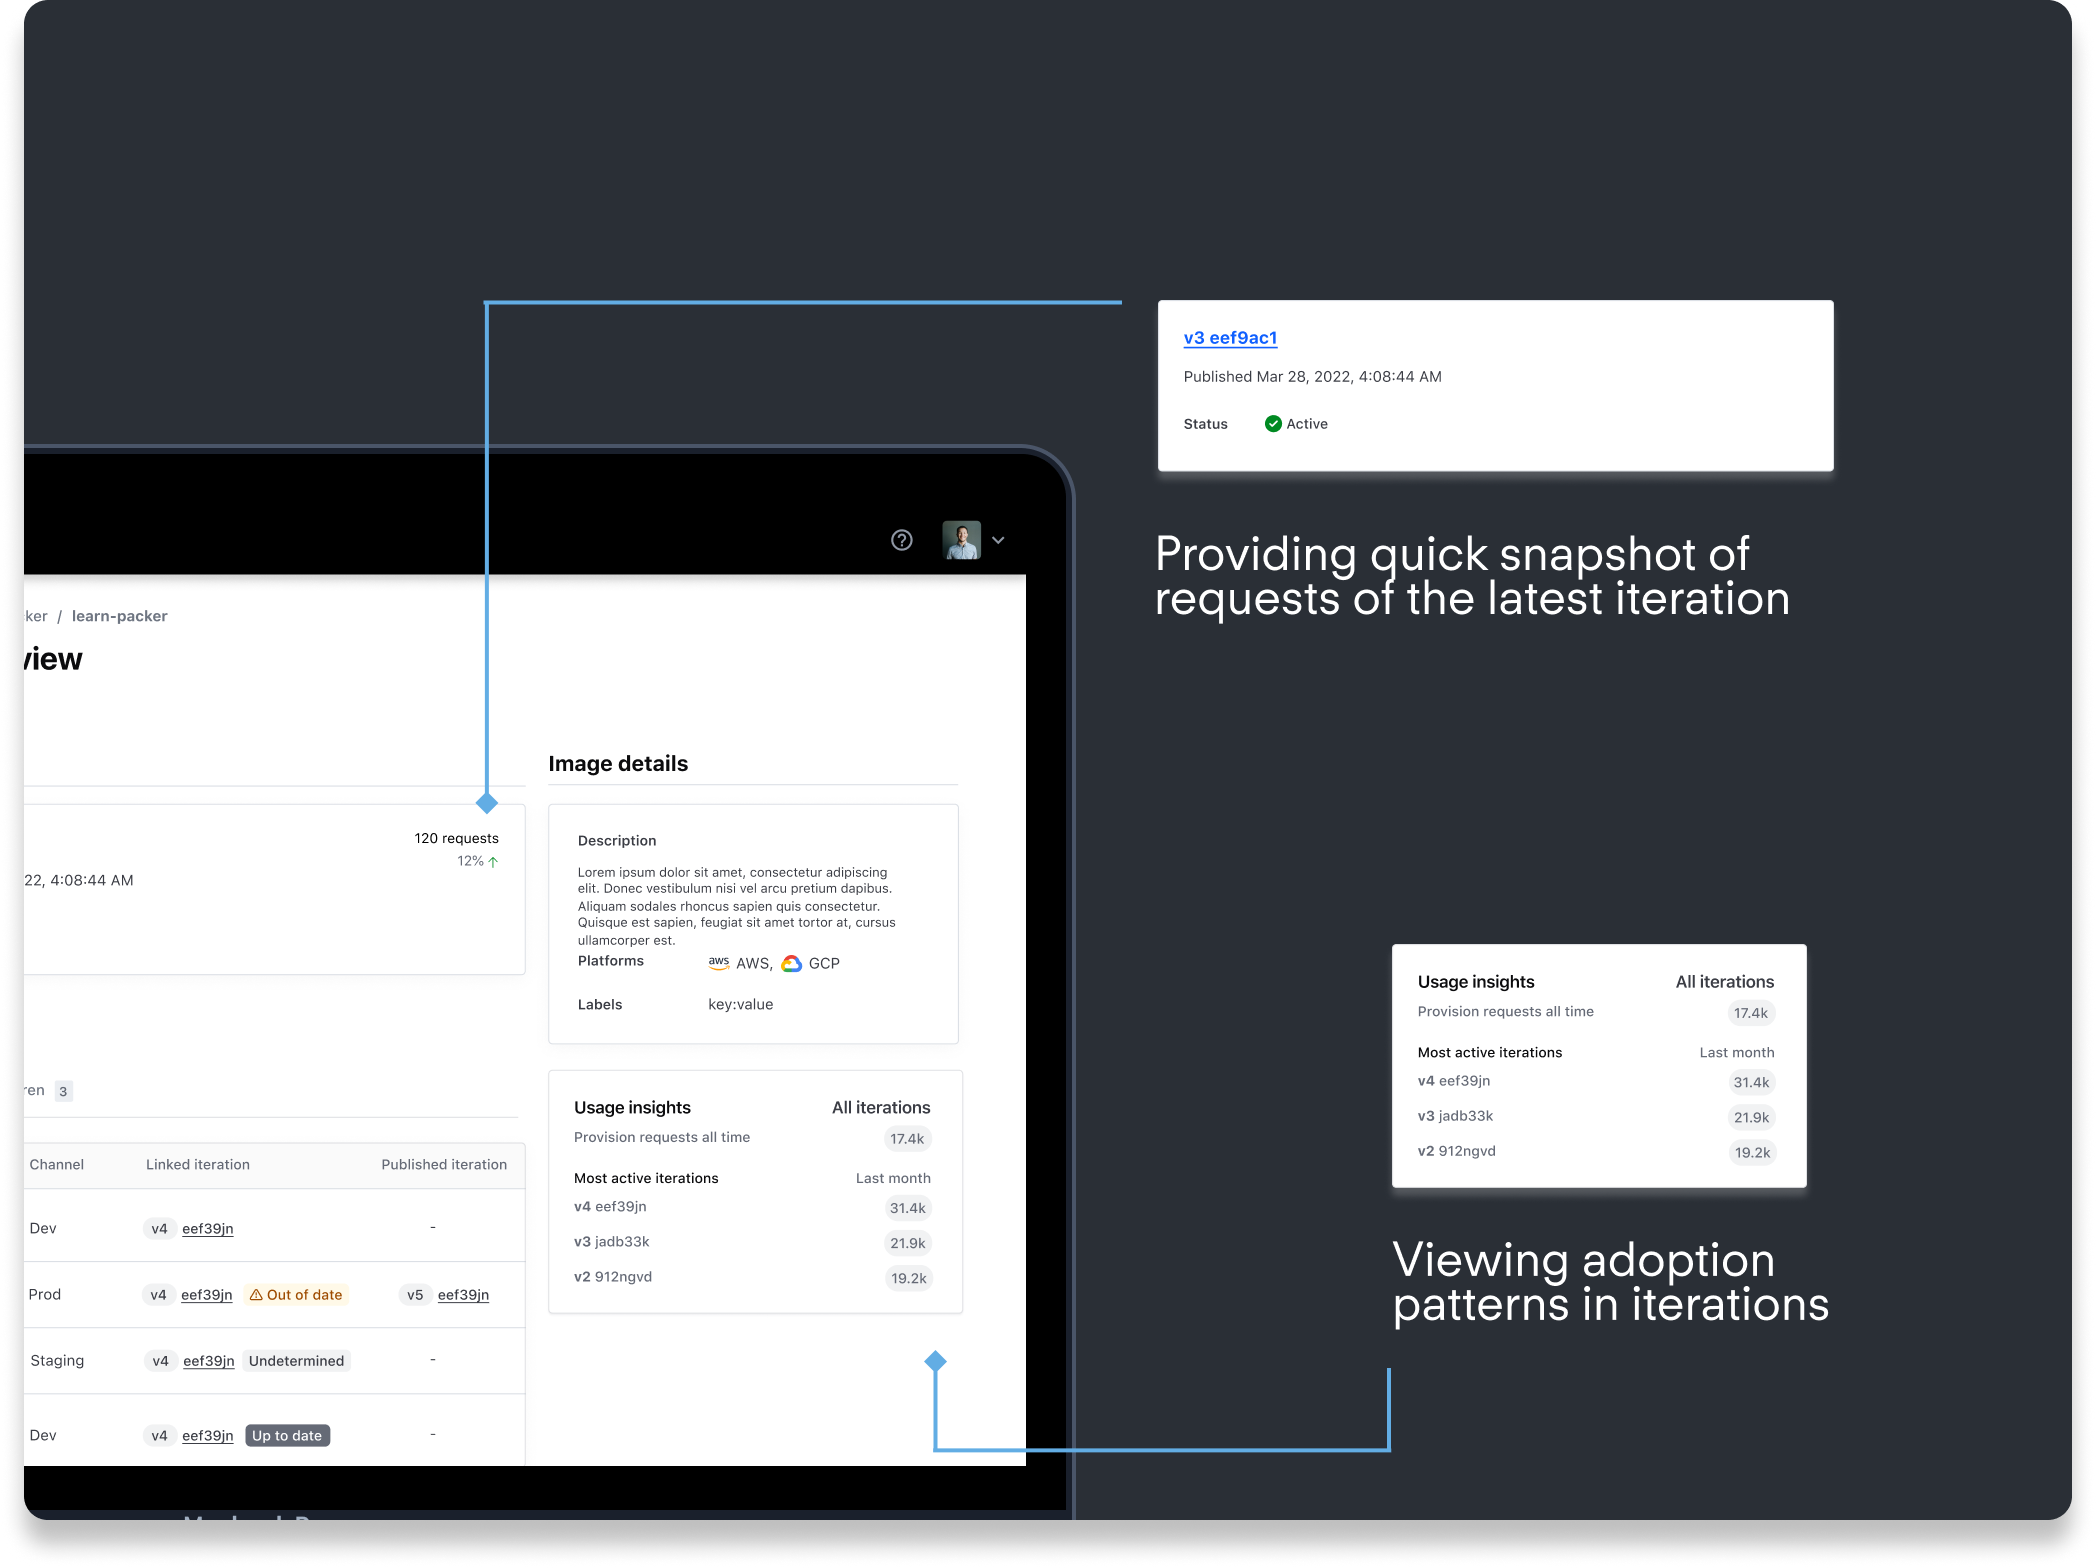 v3 eef9ac1
Published Mar 28, 2022, 4:08:44 AM
Status Active
Providing quick snapshot of
requests of the latest iteration
/ learn-packer
Image details
120 requests
12%
22, 4:08:44 AM
Description
Lorem ipsum dolor sit amet, consectetur adipiscing
elit. Donec vestibulum nisi vel arcu pretium dapibus.
Aliquam sodales rhoncus sapien quis consectetur.
Quisque est sapien, feugiat sit amet tortor at, cursus
ullamcorper est.
Platforms aws AWS, GCP
Labels key:value
3
Channel Linked iteration Published iteration
Dev v4 eef39jn -
Prod v4 eef39jn Out of date v5 eef39jn
Staging v4 eef39jn Undetermined -
Dev v4 eef39jn Up to date -
Usage insights All iterations
Provision requests all time 17.4k
Most active iterations Last month
v4 eef39jn 31.4k
v3 jadb33k 21.9k
v2 912ngvd 19.2k
Usage insights All iterations
Provision requests all time 17.4k
Most active iterations Last month
v4 eef39jn 31.4k
v3 jadb33k 21.9k
v2 912ngvd 19.2k
Viewing adoption
patterns in iterations